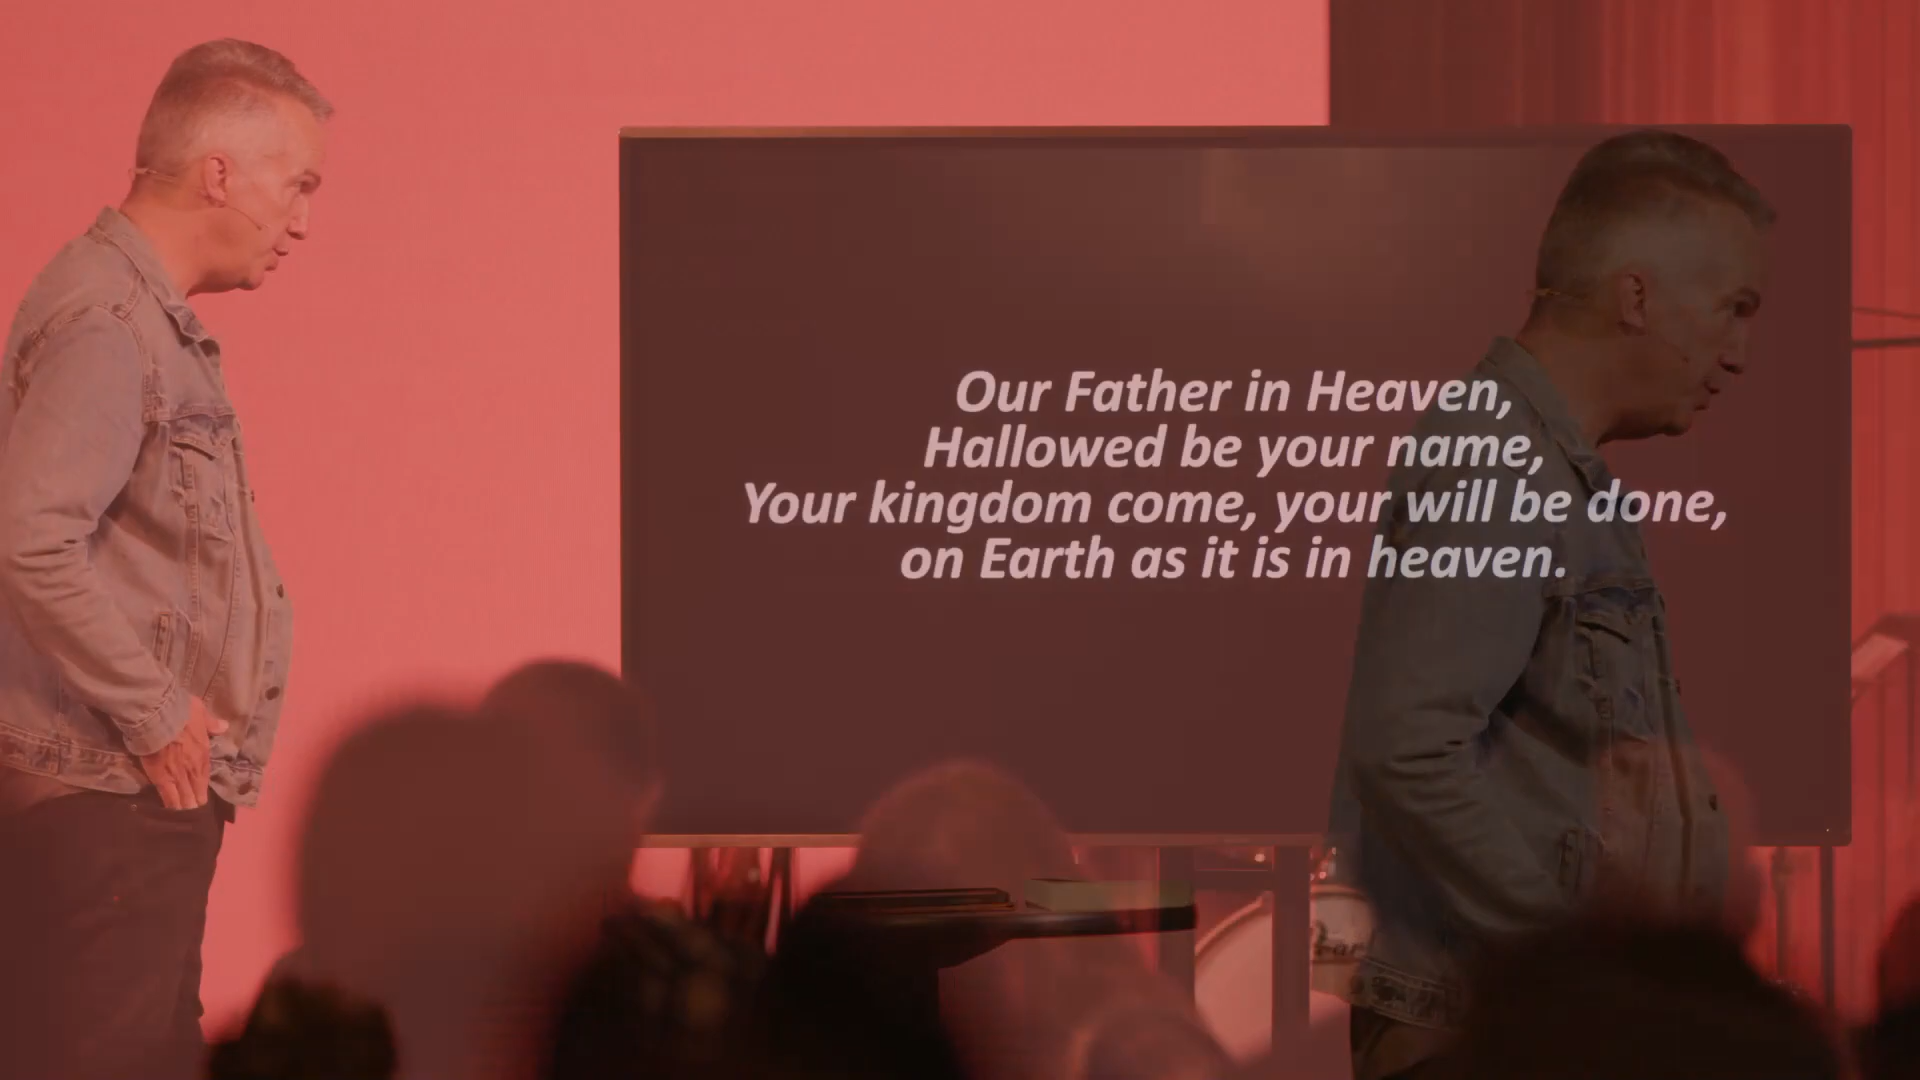 Our Father in Heaven,
Hallowed be your name,
Your kingdom come, your will be done,
on Earth as it is in heaven.